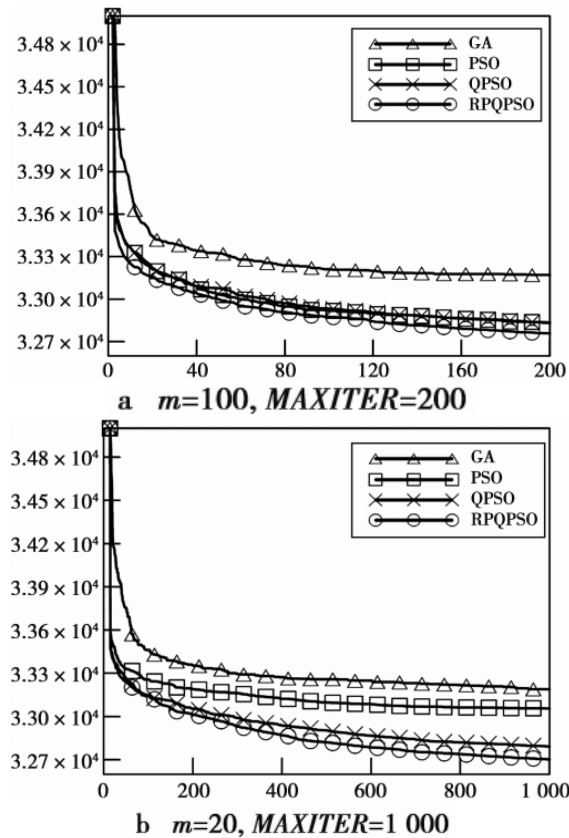 3.48 × 10⁴
3.45 × 10⁴
3.42 × 10⁴
3.39 × 10⁴
3.36 × 10⁴
3.33 × 10⁴
3.30 × 10⁴
3.27 × 10⁴
GA
PSO
QPSO
RPQPSO
0 40 80 120 160 200
a m=100, MAXITER=200
3.48 × 10⁴
3.45 × 10⁴
3.42 × 10⁴
3.39 × 10⁴
3.36 × 10⁴
3.33 × 10⁴
3.30 × 10⁴
3.27 × 10⁴
GA
PSO
QPSO
RPQPSO
0 200 400 600 800 1 000
b m=20, MAXITER=1 000